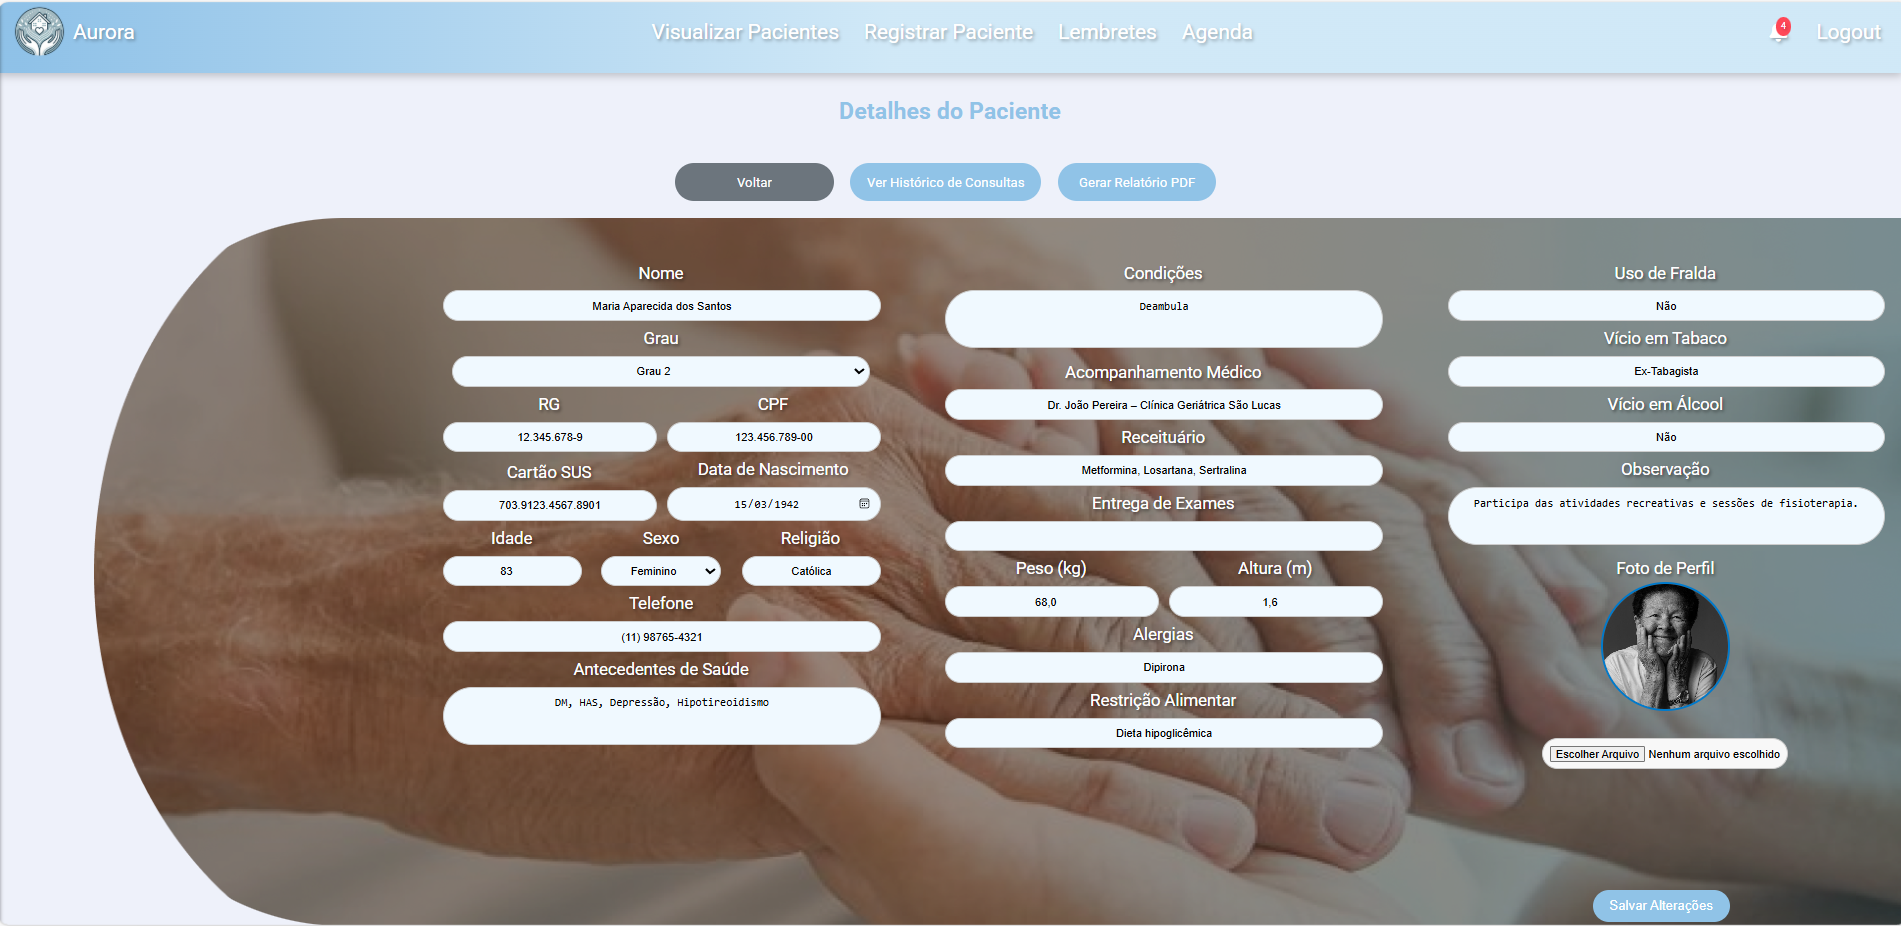 Aurora
Visualizar Pacientes
Registrar Paciente
Lembretes
Agenda
4
Logout
Detalhes do Paciente
Voltar
Ver Histórico de Consultas
Gerar Relatório PDF
Nome
Maria Aparecida dos Santos
Grau
Grau 2
RG
CPF
12.345.678-9
123.456.789-00
Cartão SUS
Data de Nascimento
703.9123.4567.8901
15/03/1942
Idade
Sexo
Religião
83
Feminino
Católica
Telefone
(11) 98765-4321
Antecedentes de Saúde
DM, HAS, Depressão, Hipotireoidismo
Condições
Deambula
Acompanhamento Médico
Dr. João Pereira – Clínica Geriátrica São Lucas
Receituário
Metformina, Losartana, Sertralina
Entrega de Exames
Peso (kg)
Altura (m)
68,0
1,6
Alergias
Dipirona
Restrição Alimentar
Dieta hipoglicêmica
Uso de Fralda
Não
Vício em Tabaco
Ex-Tabagista
Vício em Álcool
Não
Observação
Participa das atividades recreativas e sessões de fisioterapia.
Foto de Perfil
Escolher Arquivo Nenhum arquivo escolhido
Salvar Alterações